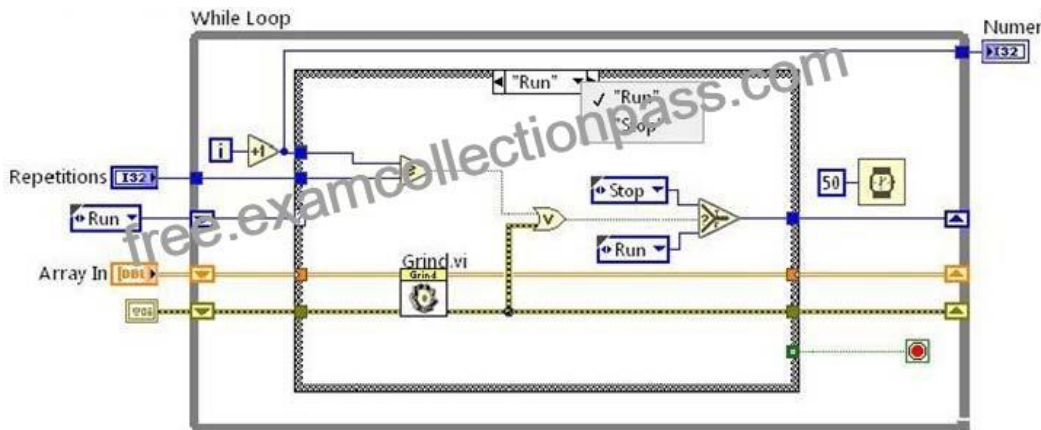 While Loop
Numer
I32
"Run"
"Run"
"Stop"
i
+1
Repetitions I32
Stop
50
Run
Run
Array In [DBL]
Grind.vi
Grind
free.examcollectionpass.com